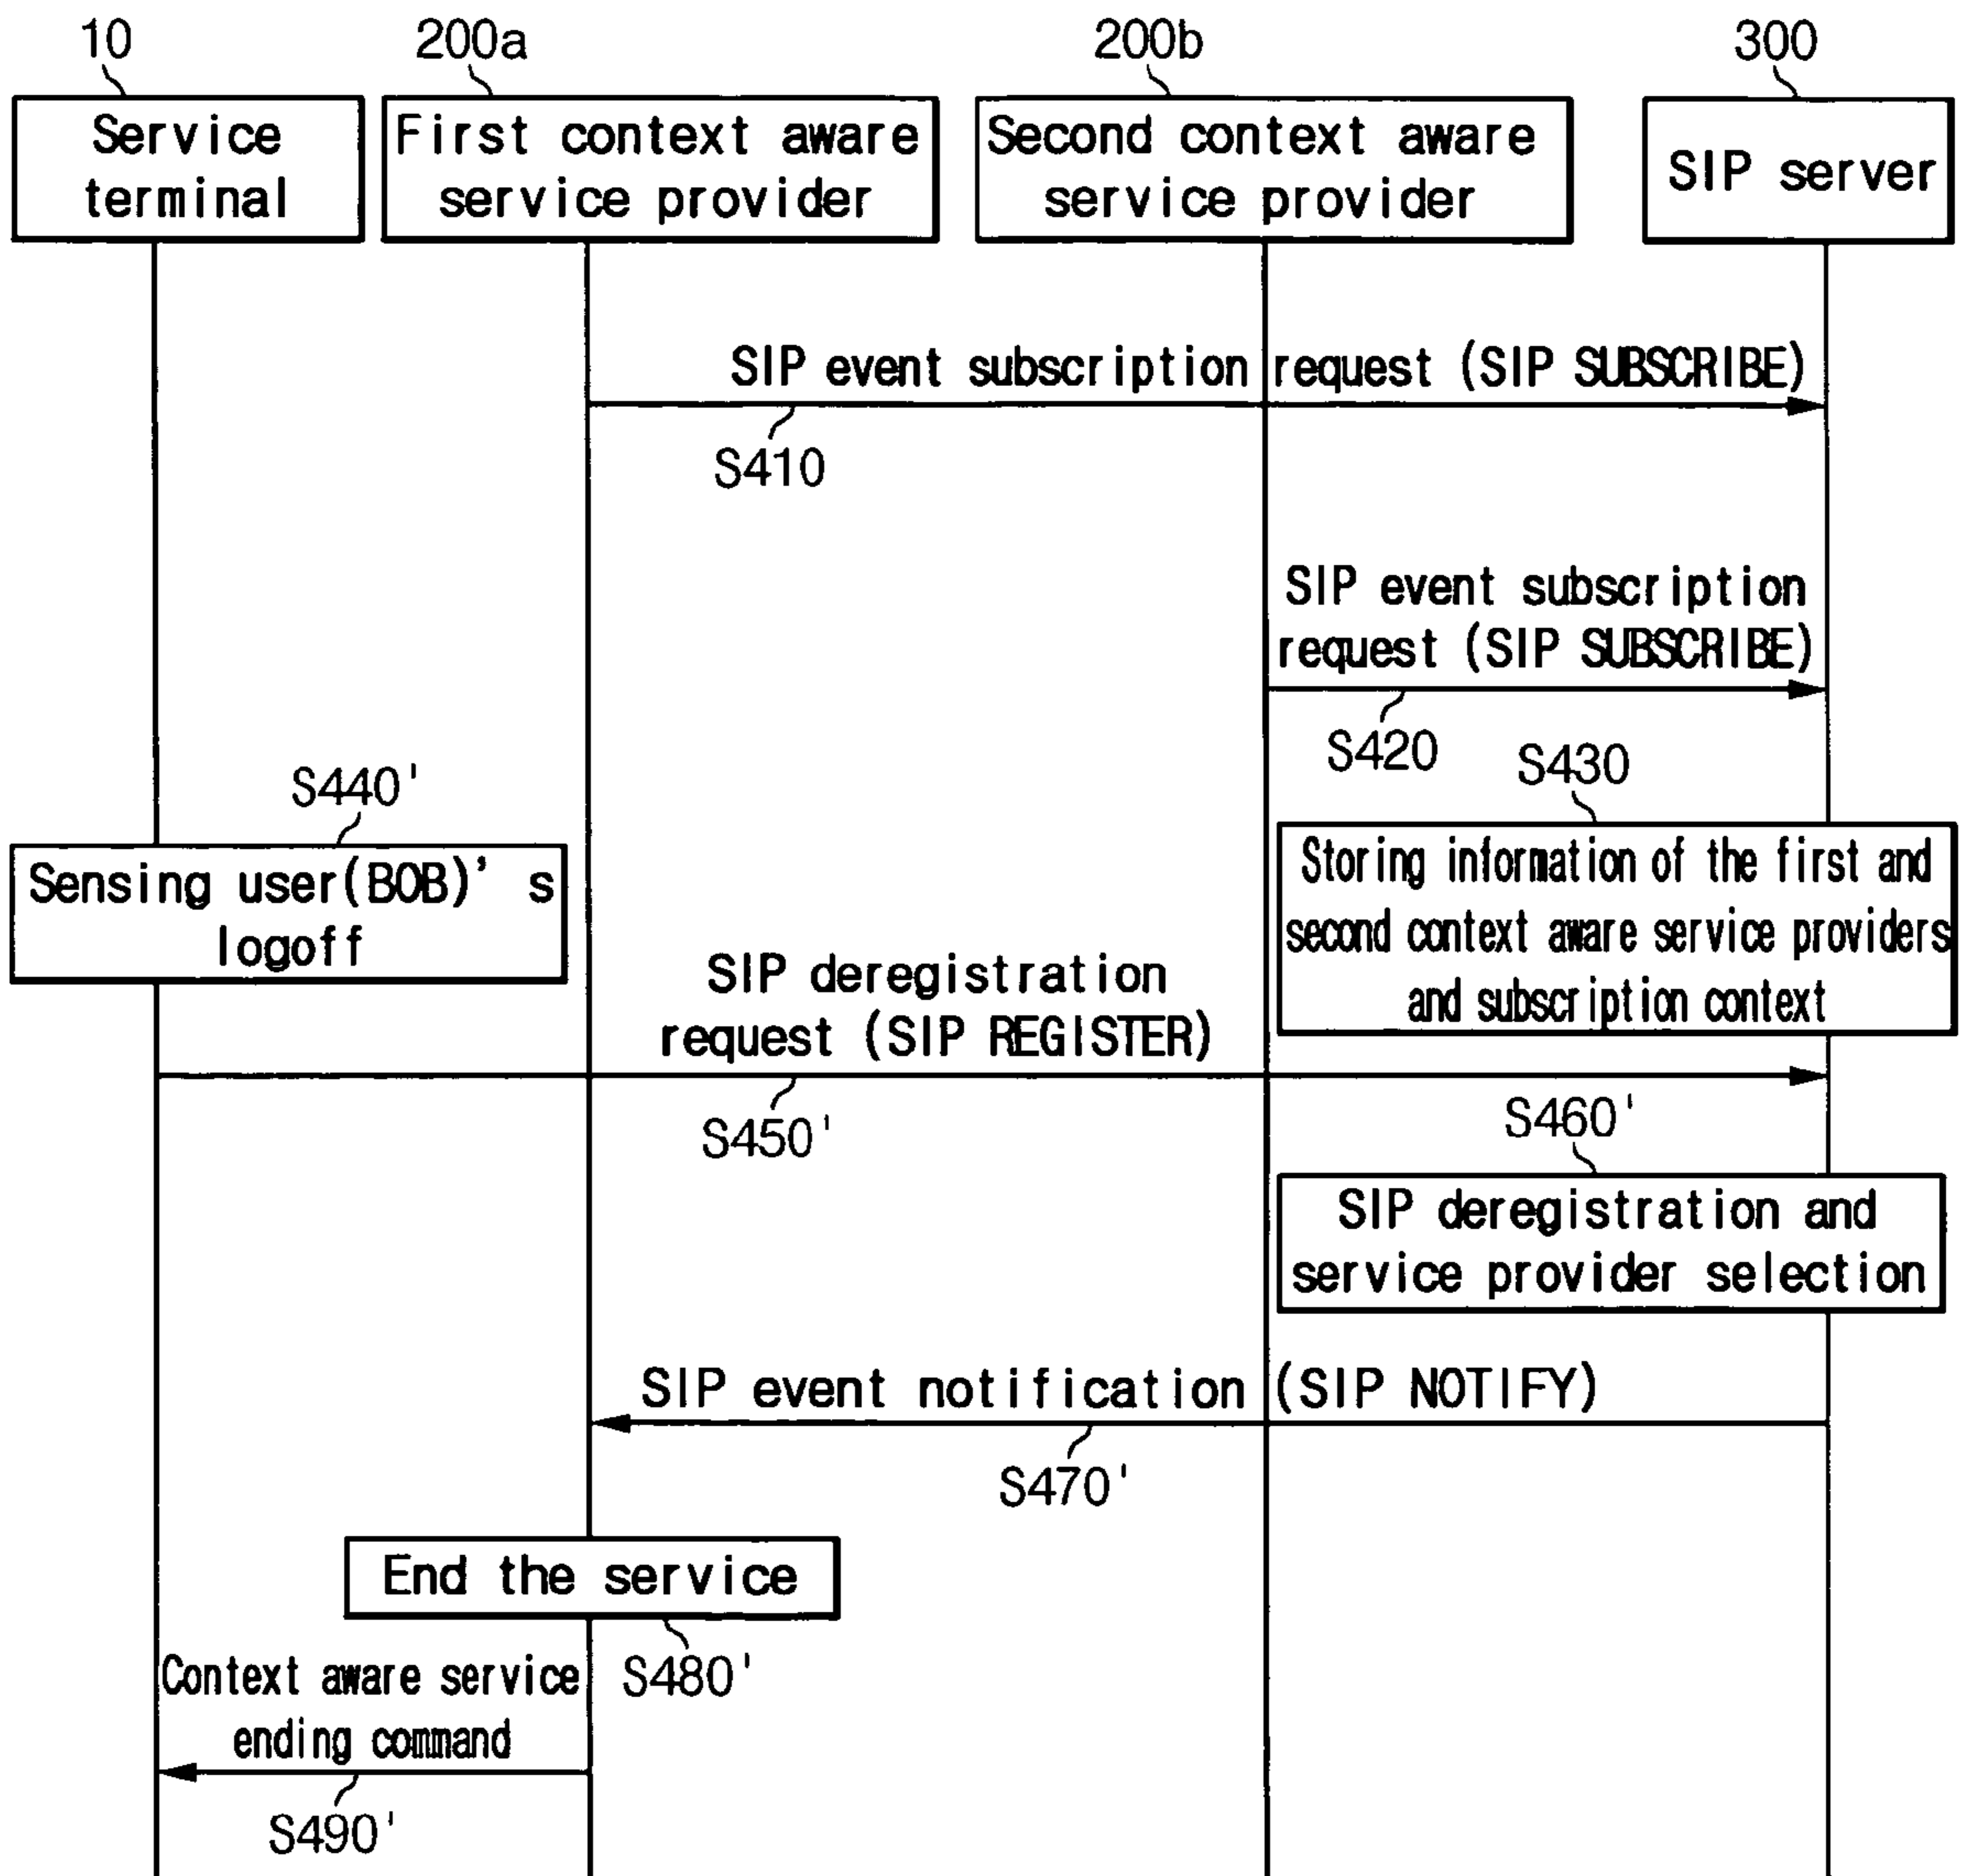 10
200a
200b
300
Service
terminal
First context aware
service provider
Second context aware
service provider
SIP server
SIP event subscription request (SIP SUBSCRIBE)
S410
SIP event subscription
request (SIP SUBSCRIBE)
S420
S430
Storing information of the first and
second context aware service providers
and subscription context
S440'
Sensing user(BOB)' s
logoff
SIP deregistration
request (SIP REGISTER)
S450'
S460'
SIP deregistration and
service provider selection
SIP event notification (SIP NOTIFY)
S470'
End the service
S480'
Context aware service
ending command
S490'